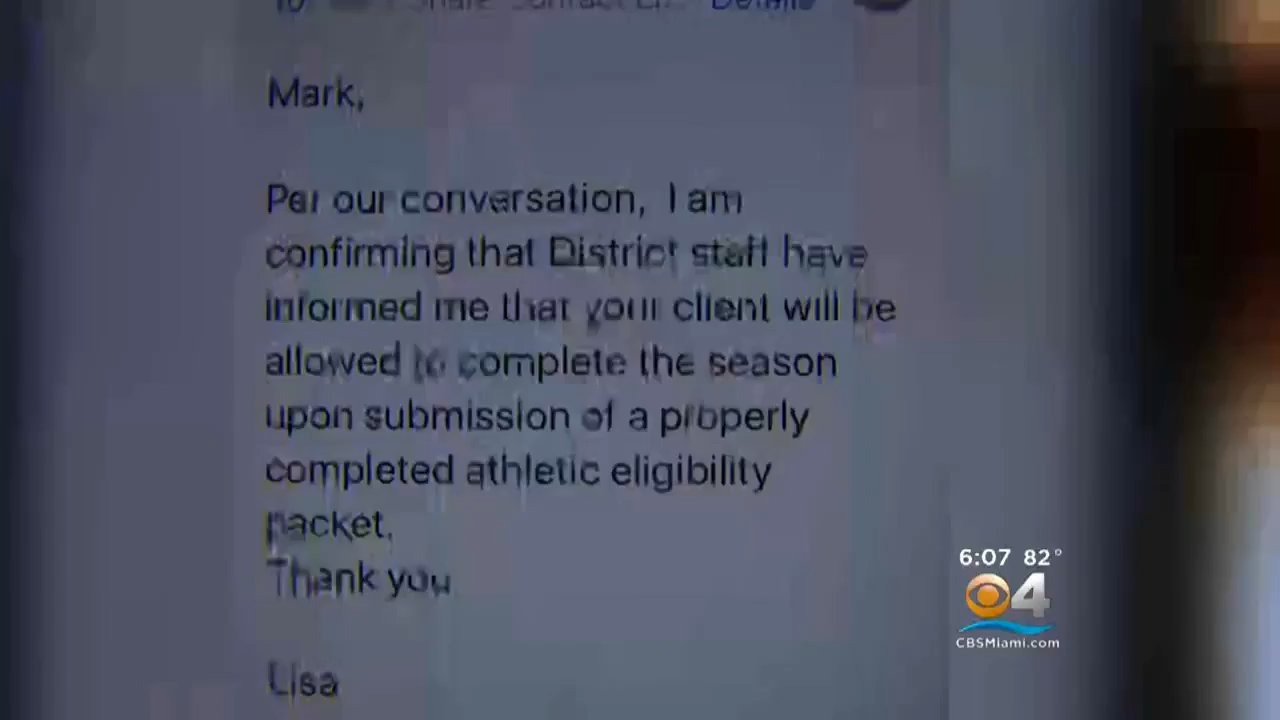 Details
Mark,
Per our conversation, I am
confirming that District staff have
informed me that your client will be
allowed to complete the season
upon submission of a properly
completed athletic eligibility
packet.
Thank you
Lisa
6:07 82°
4
CBSMiami.com